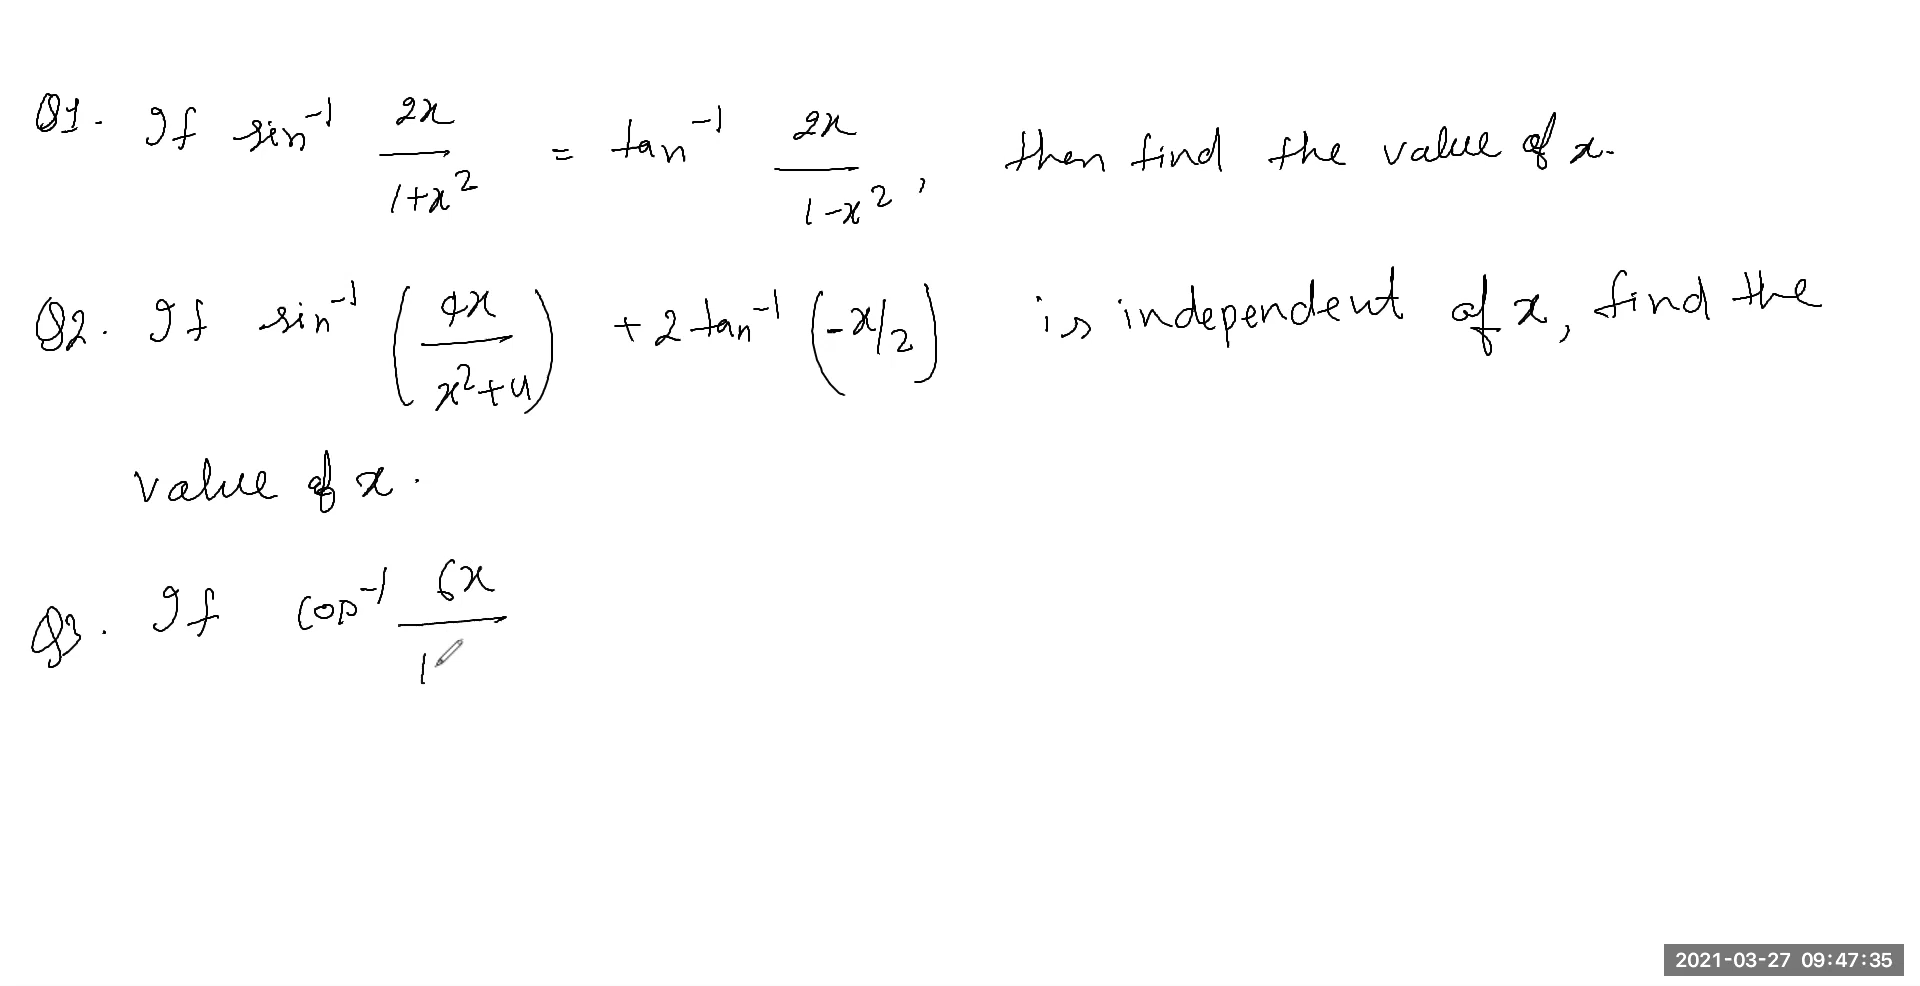 Q1. If sin⁻¹ 2x/1+x² = tan⁻¹ 2x/1-x², then find the value of x.
Q2. If sin⁻¹ (4x/x²+4) + 2 tan⁻¹ (-x/2) is independent of x, find the
value of x.
Q3. If cos⁻¹ 6x/1
2021-03-27 09:47:35